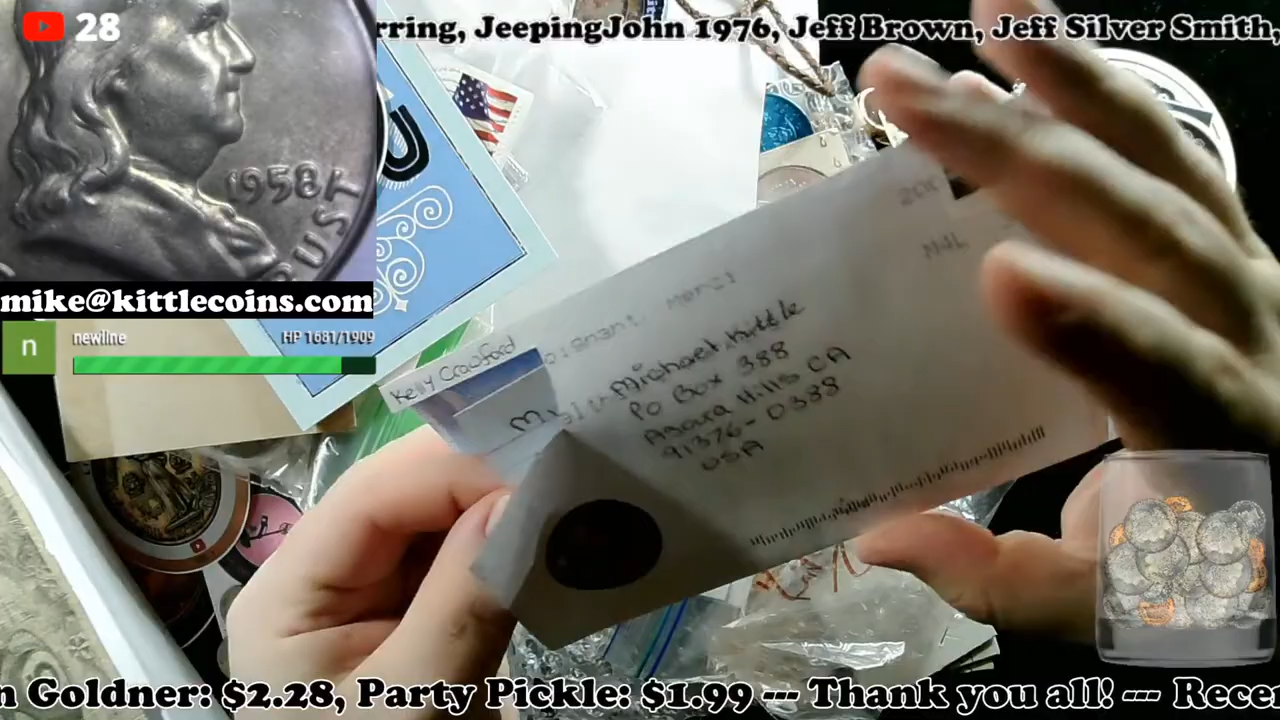 28
rring, JeepingJohn 1976, Jeff Brown, Jeff Silver Smith,
1958
RUST
U
mike@kittlecoins.com
n newline HP 1681/1909
Kelly Crawford
Michael Kittle
Po Box 388
Agoura Hills CA
91376-0388
USA
n Goldner: $2.28, Party Pickle: $1.99 --- Thank you all! --- Rece